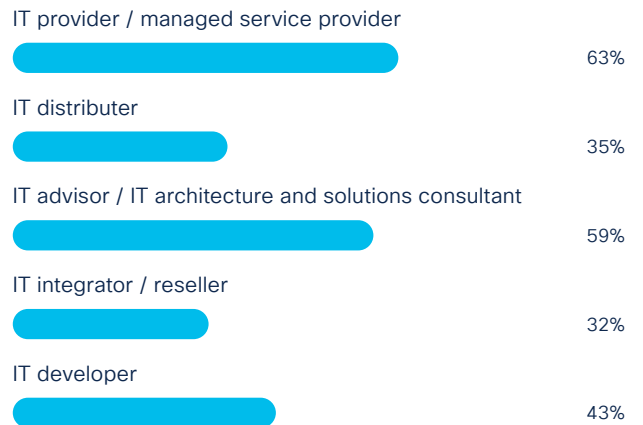 IT provider / managed service provider
63%
IT distributer
35%
IT advisor / IT architecture and solutions consultant
59%
IT integrator / reseller
32%
IT developer
43%